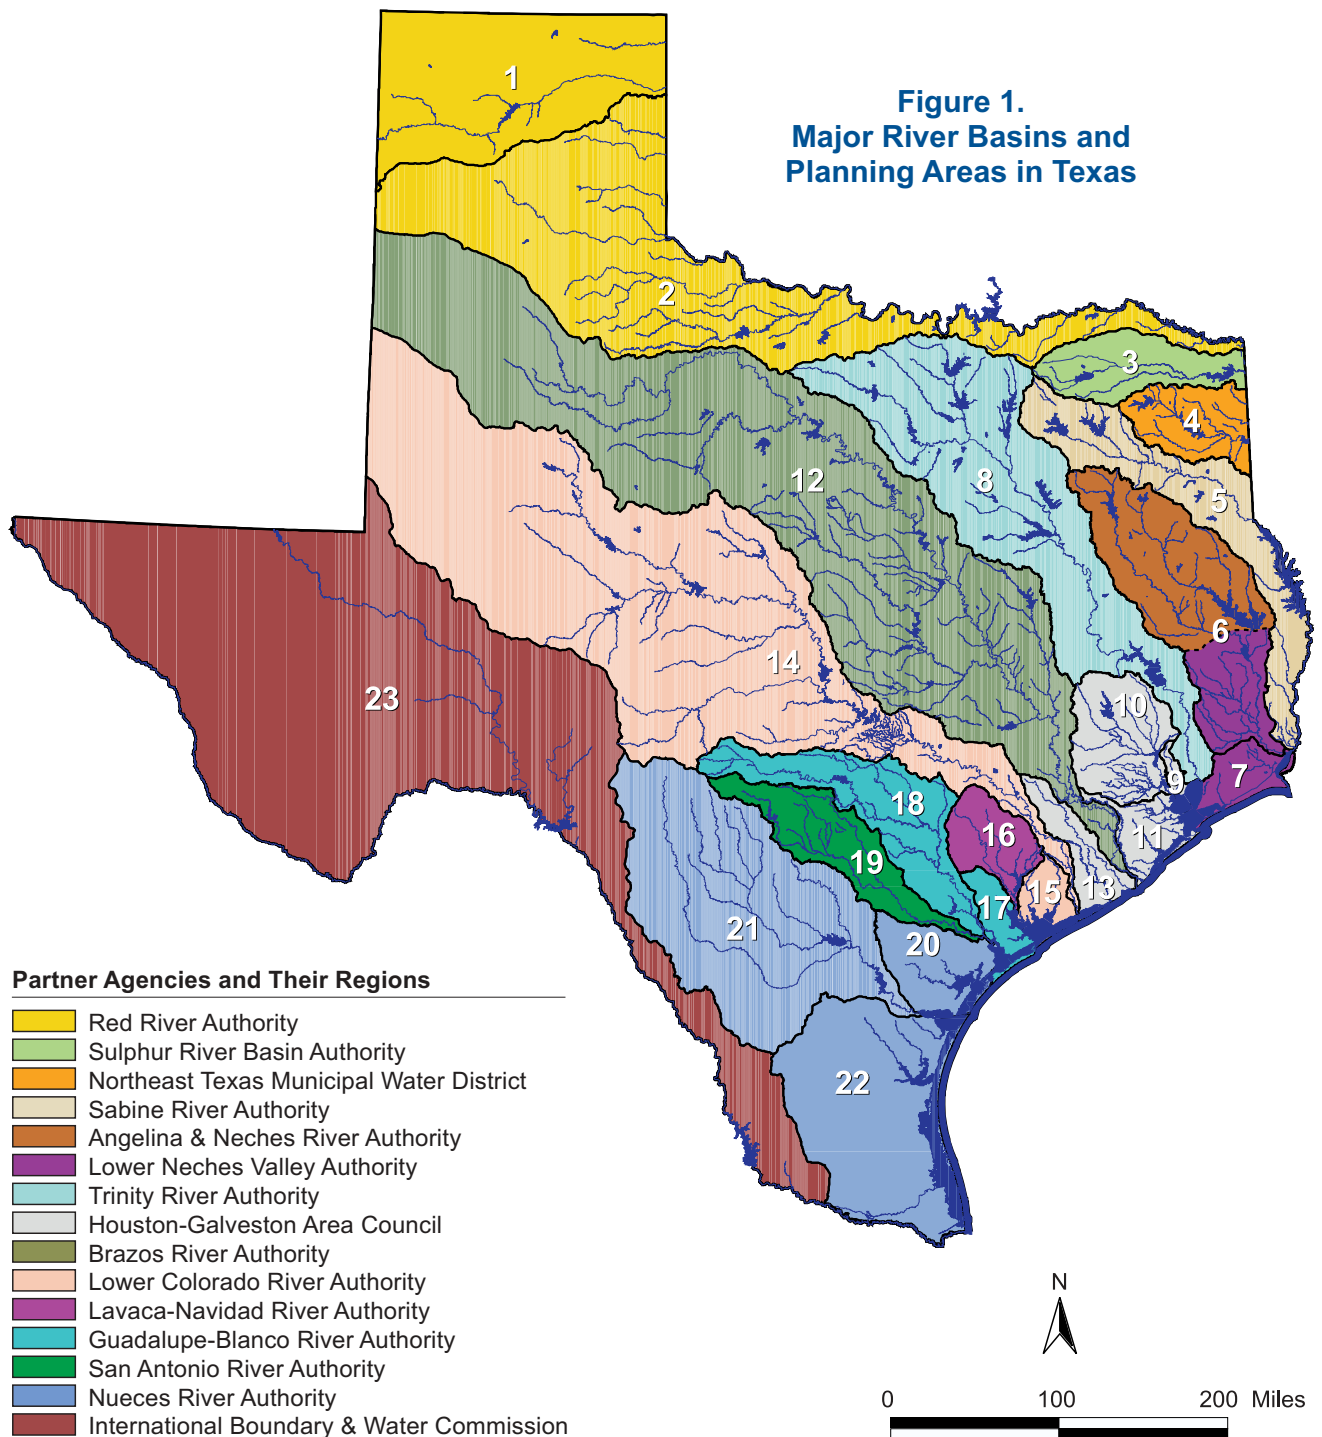 Figure 1.
Major River Basins and
Planning Areas in Texas
1
2
3
4
5
12
8
6
14
10
23
9
7
18
16
11
19
15
13
17
21
20
22
Partner Agencies and Their Regions
Red River Authority
Sulphur River Basin Authority
Northeast Texas Municipal Water District
Sabine River Authority
Angelina & Neches River Authority
Lower Neches Valley Authority
Trinity River Authority
Houston-Galveston Area Council
Brazos River Authority
Lower Colorado River Authority
Lavaca-Navidad River Authority
Guadalupe-Blanco River Authority
San Antonio River Authority
Nueces River Authority
International Boundary & Water Commission
N
0 100 200 Miles